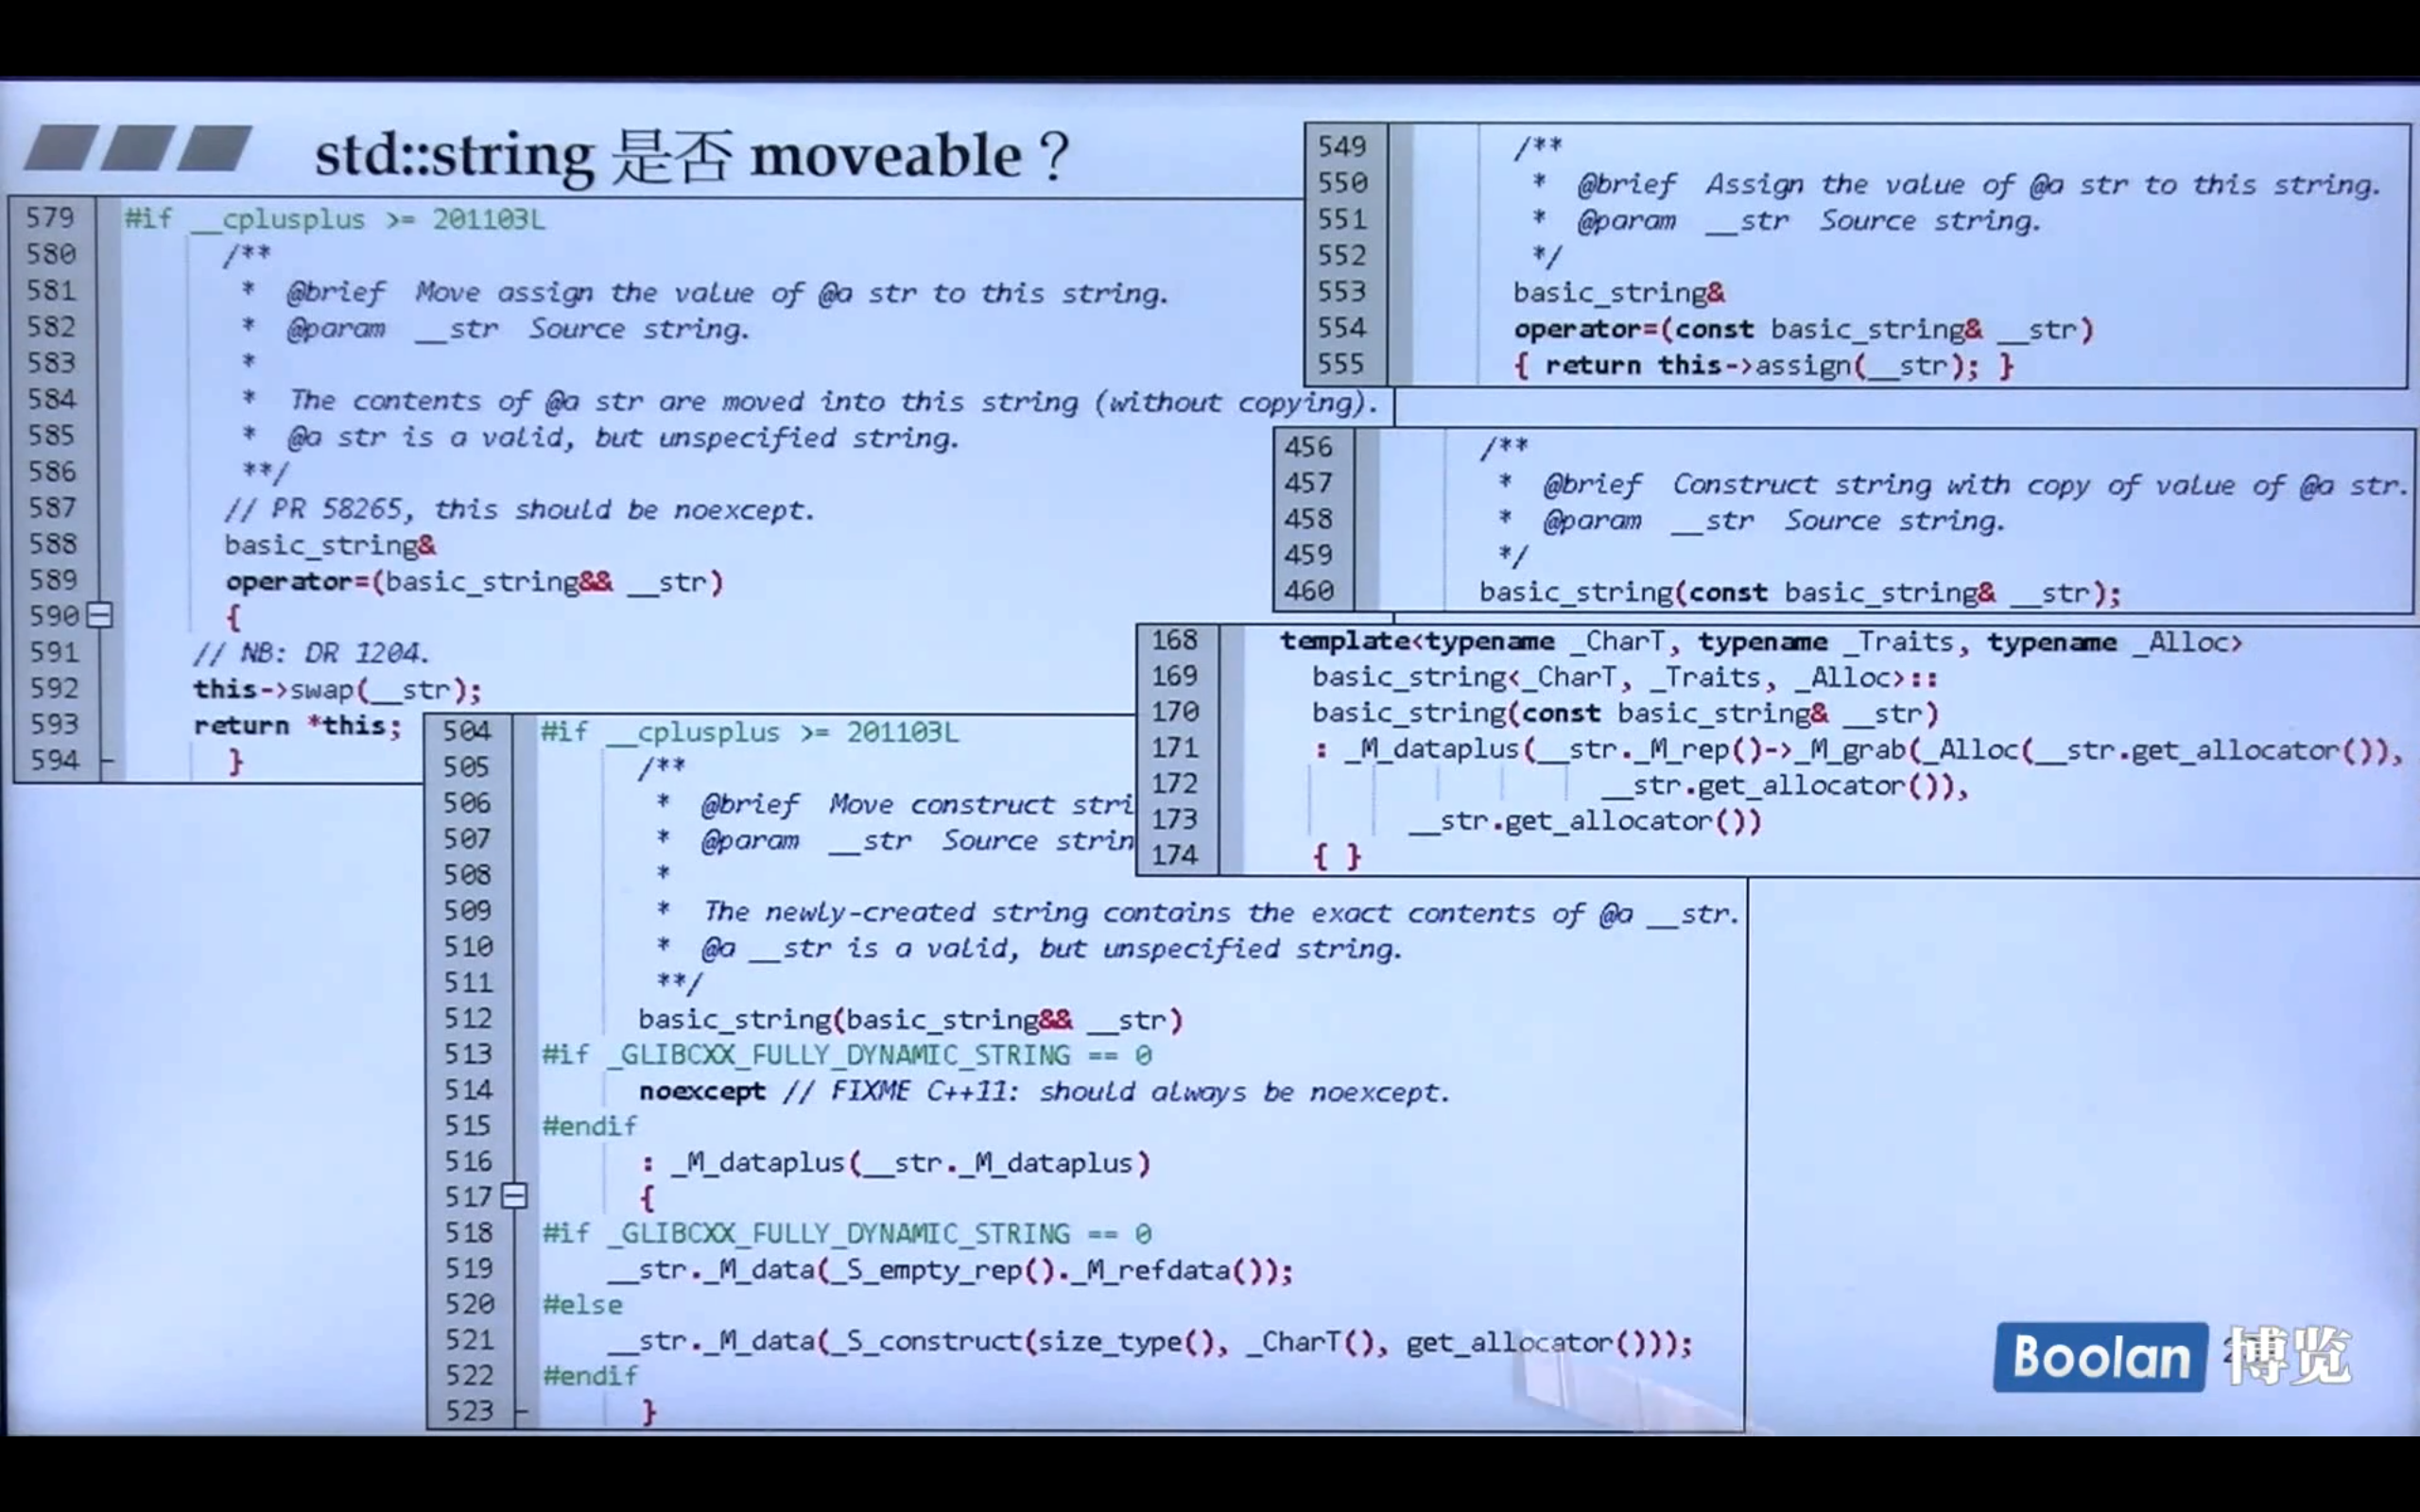 std::string 是否 moveable？
579 #if __cplusplus >= 201103L
580 /**
581 * @brief Move assign the value of @a str to this string.
582 * @param __str Source string.
583 *
584 * The contents of @a str are moved into this string (without copying).
585 * @a str is a valid, but unspecified string.
586 **/
587 // PR 58265, this should be noexcept.
588 basic_string&
589 operator=(basic_string&& __str)
590 {
591 // NB: DR 1204.
592 this->swap(__str);
593 return *this;
594 }
549 /**
550 * @brief Assign the value of @a str to this string.
551 * @param __str Source string.
552 */
553 basic_string&
554 operator=(const basic_string& __str)
555 { return this->assign(__str); }
456 /**
457 * @brief Construct string with copy of value of @a str.
458 * @param __str Source string.
459 */
460 basic_string(const basic_string& __str);
168 template<typename _CharT, typename _Traits, typename _Alloc>
169 basic_string<_CharT, _Traits, _Alloc>::
170 basic_string(const basic_string& __str)
171 : _M_dataplus(__str._M_rep()->_M_grab(_Alloc(__str.get_allocator()),
172 __str.get_allocator()),
173 __str.get_allocator())
174 { }
504 #if __cplusplus >= 201103L
505 /**
506 * @brief Move construct stri
507 * @param __str Source strin
508 *
509 * The newly-created string contains the exact contents of @a __str.
510 * @a __str is a valid, but unspecified string.
511 **/
512 basic_string(basic_string&& __str)
513 #if _GLIBCXX_FULLY_DYNAMIC_STRING == 0
514 noexcept // FIXME C++11: should always be noexcept.
515 #endif
516 : _M_dataplus(__str._M_dataplus)
517 {
518 #if _GLIBCXX_FULLY_DYNAMIC_STRING == 0
519 __str._M_data(_S_empty_rep()._M_refdata());
520 #else
521 __str._M_data(_S_construct(size_type(), _CharT(), get_allocator()));
522 #endif
523 }
Boolan 博览